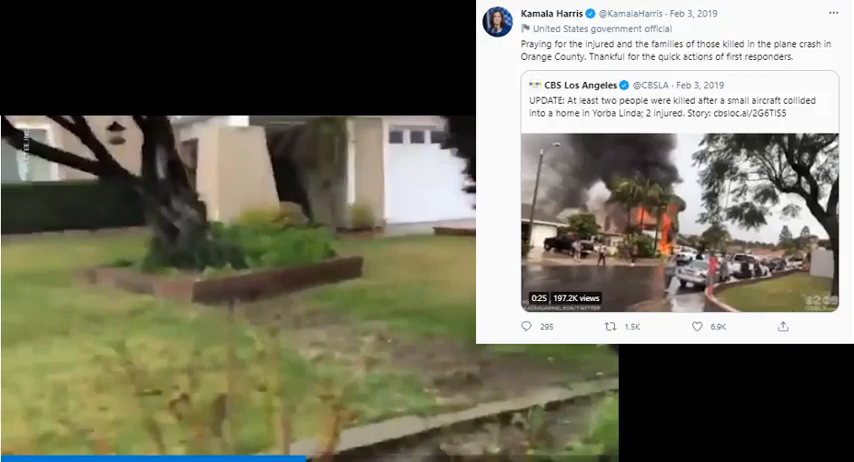 Kamala Harris @KamalaHarris · Feb 3, 2019
United States government official
Praying for the injured and the families of those killed in the plane crash in
Orange County. Thankful for the quick actions of first responders.
CBS Los Angeles @CBSLA · Feb 3, 2019
UPDATE: At least two people were killed after a small aircraft collided
into a home in Yorba Linda; 2 injured. Story: cbsloc.al/2G6TIS5
0:25 197.2K views
295 1.5K 6.9K